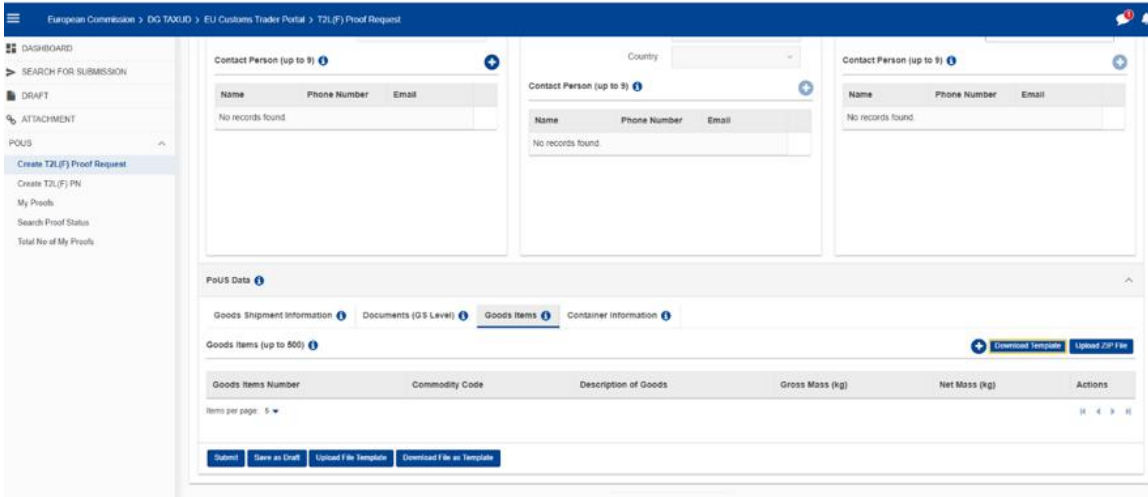 European Commission > DG TAXUD > EU Customs Trader Portal > T2L(F) Proof Request
DASHBOARD
SEARCH FOR SUBMISSION
DRAFT
ATTACHMENT
POUS
Create T2L(F) Proof Request
Create T2L(F) PN
My Proofs
Search Proof Status
Total No of My Proofs
Contact Person (up to 9)
Name Phone Number Email
No records found.
Country
Contact Person (up to 9)
Name Phone Number Email
No records found.
Contact Person (up to 9)
Name Phone Number Email
No records found.
PoUS Data
Goods Shipment Information Documents (GS Level) Goods Items Container Information
Goods Items (up to 500) Download Template Upload ZIP File
Goods Items Number Commodity Code Description of Goods Gross Mass (kg) Net Mass (kg) Actions
Items per page: 5
Submit Save as Draft Upload File Template Download File as Template